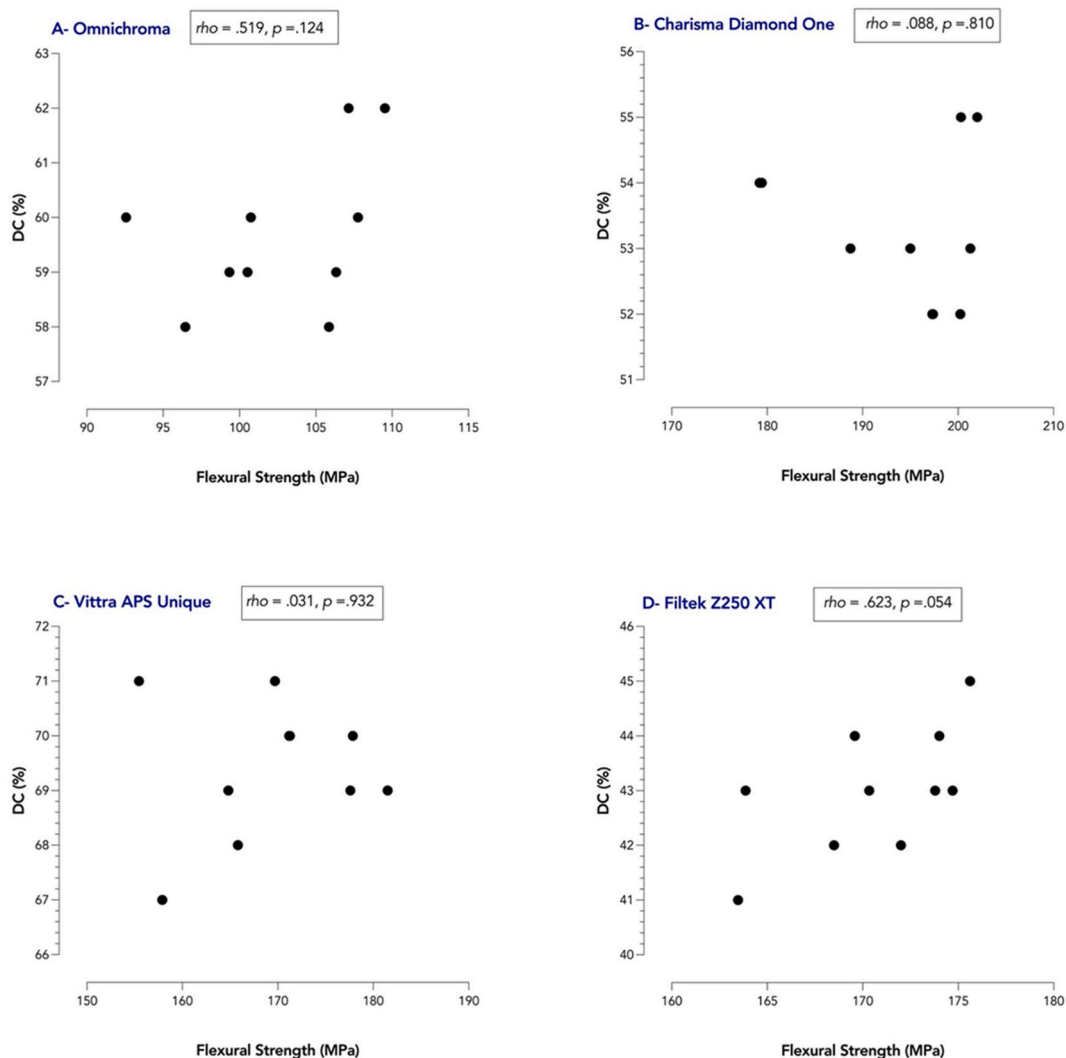 A- Omnichroma
rho = .519, p =.124
63
62
61
60
59
58
57
DC (%)
90 95 100 105 110 115
Flexural Strength (MPa)
B- Charisma Diamond One
rho = .088, p =.810
56
55
54
53
52
51
DC (%)
170 180 190 200 210
Flexural Strength (MPa)
C- Vittra APS Unique
rho = .031, p =.932
72
71
70
69
68
67
66
DC (%)
150 160 170 180 190
Flexural Strength (MPa)
D- Filtek Z250 XT
rho = .623, p =.054
46
45
44
43
42
41
40
DC (%)
160 165 170 175 180
Flexural Strength (MPa)